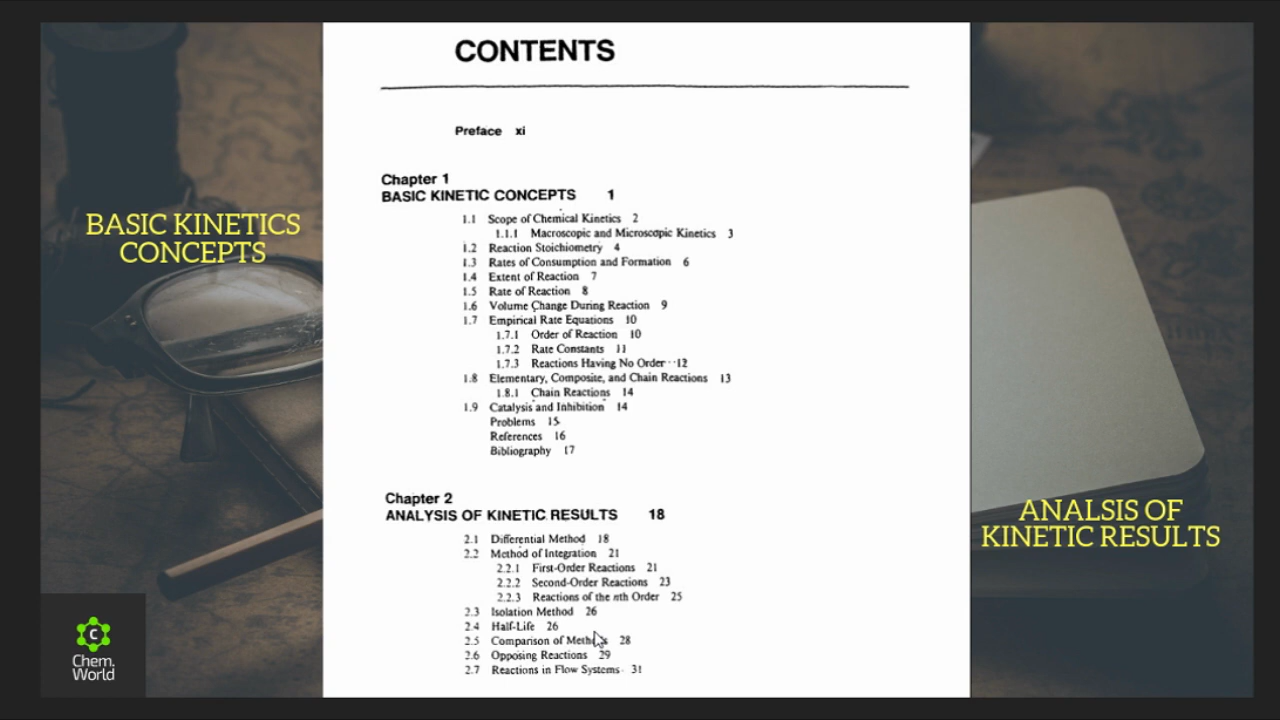 CONTENTS
Preface xi
Chapter 1
BASIC KINETIC CONCEPTS 1
1.1 Scope of Chemical Kinetics 2
1.1.1 Macroscopic and Microscopic Kinetics 3
1.2 Reaction Stoichiometry 4
1.3 Rates of Consumption and Formation 6
1.4 Extent of Reaction 7
1.5 Rate of Reaction 8
1.6 Volume Change During Reaction 9
1.7 Empirical Rate Equations 10
1.7.1 Order of Reaction 10
1.7.2 Rate Constants 11
1.7.3 Reactions Having No Order 12
1.8 Elementary, Composite, and Chain Reactions 13
1.8.1 Chain Reactions 14
1.9 Catalysis and Inhibition 14
Problems 15
References 16
Bibliography 17
Chapter 2
ANALYSIS OF KINETIC RESULTS 18
2.1 Differential Method 18
2.2 Method of Integration 21
2.2.1 First-Order Reactions 21
2.2.2 Second-Order Reactions 23
2.2.3 Reactions of the nth Order 25
2.3 Isolation Method 26
2.4 Half-Life 26
2.5 Comparison of Methods 28
2.6 Opposing Reactions 29
2.7 Reactions in Flow Systems 31
BASIC KINETICS
CONCEPTS
ANALSIS OF
KINETIC RESULTS
C
Chem.
World